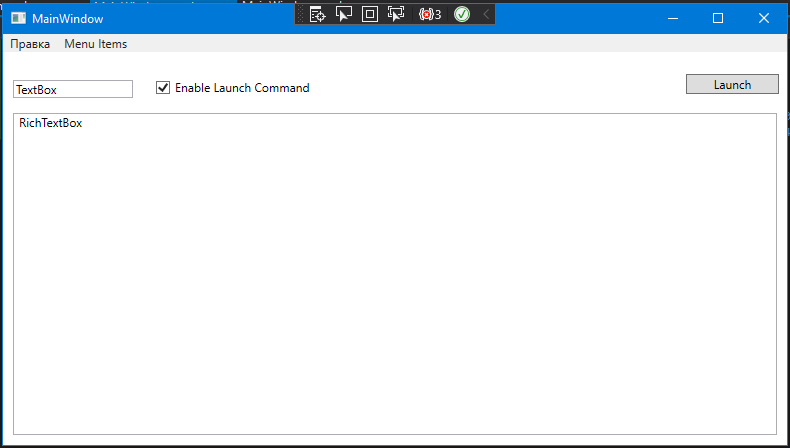 MainWindow
3
Правка Menu Items
TextBox Enable Launch Command Launch
RichTextBox